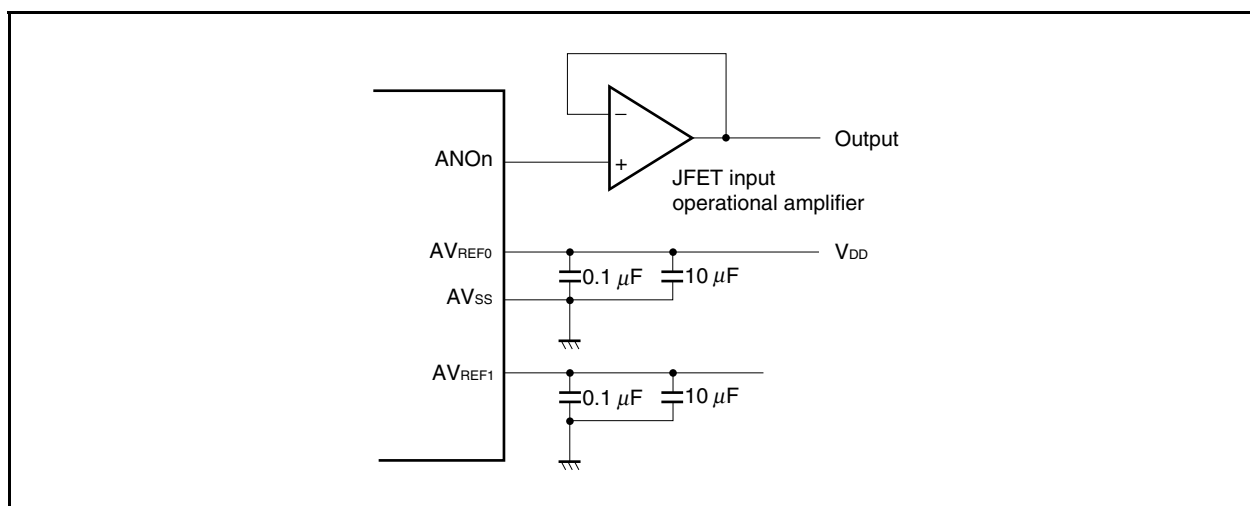 −
ANOn
+
Output
JFET input
operational amplifier
AVREF0
VDD
0.1 μF
10 μF
AVSS
AVREF1
0.1 μF
10 μF